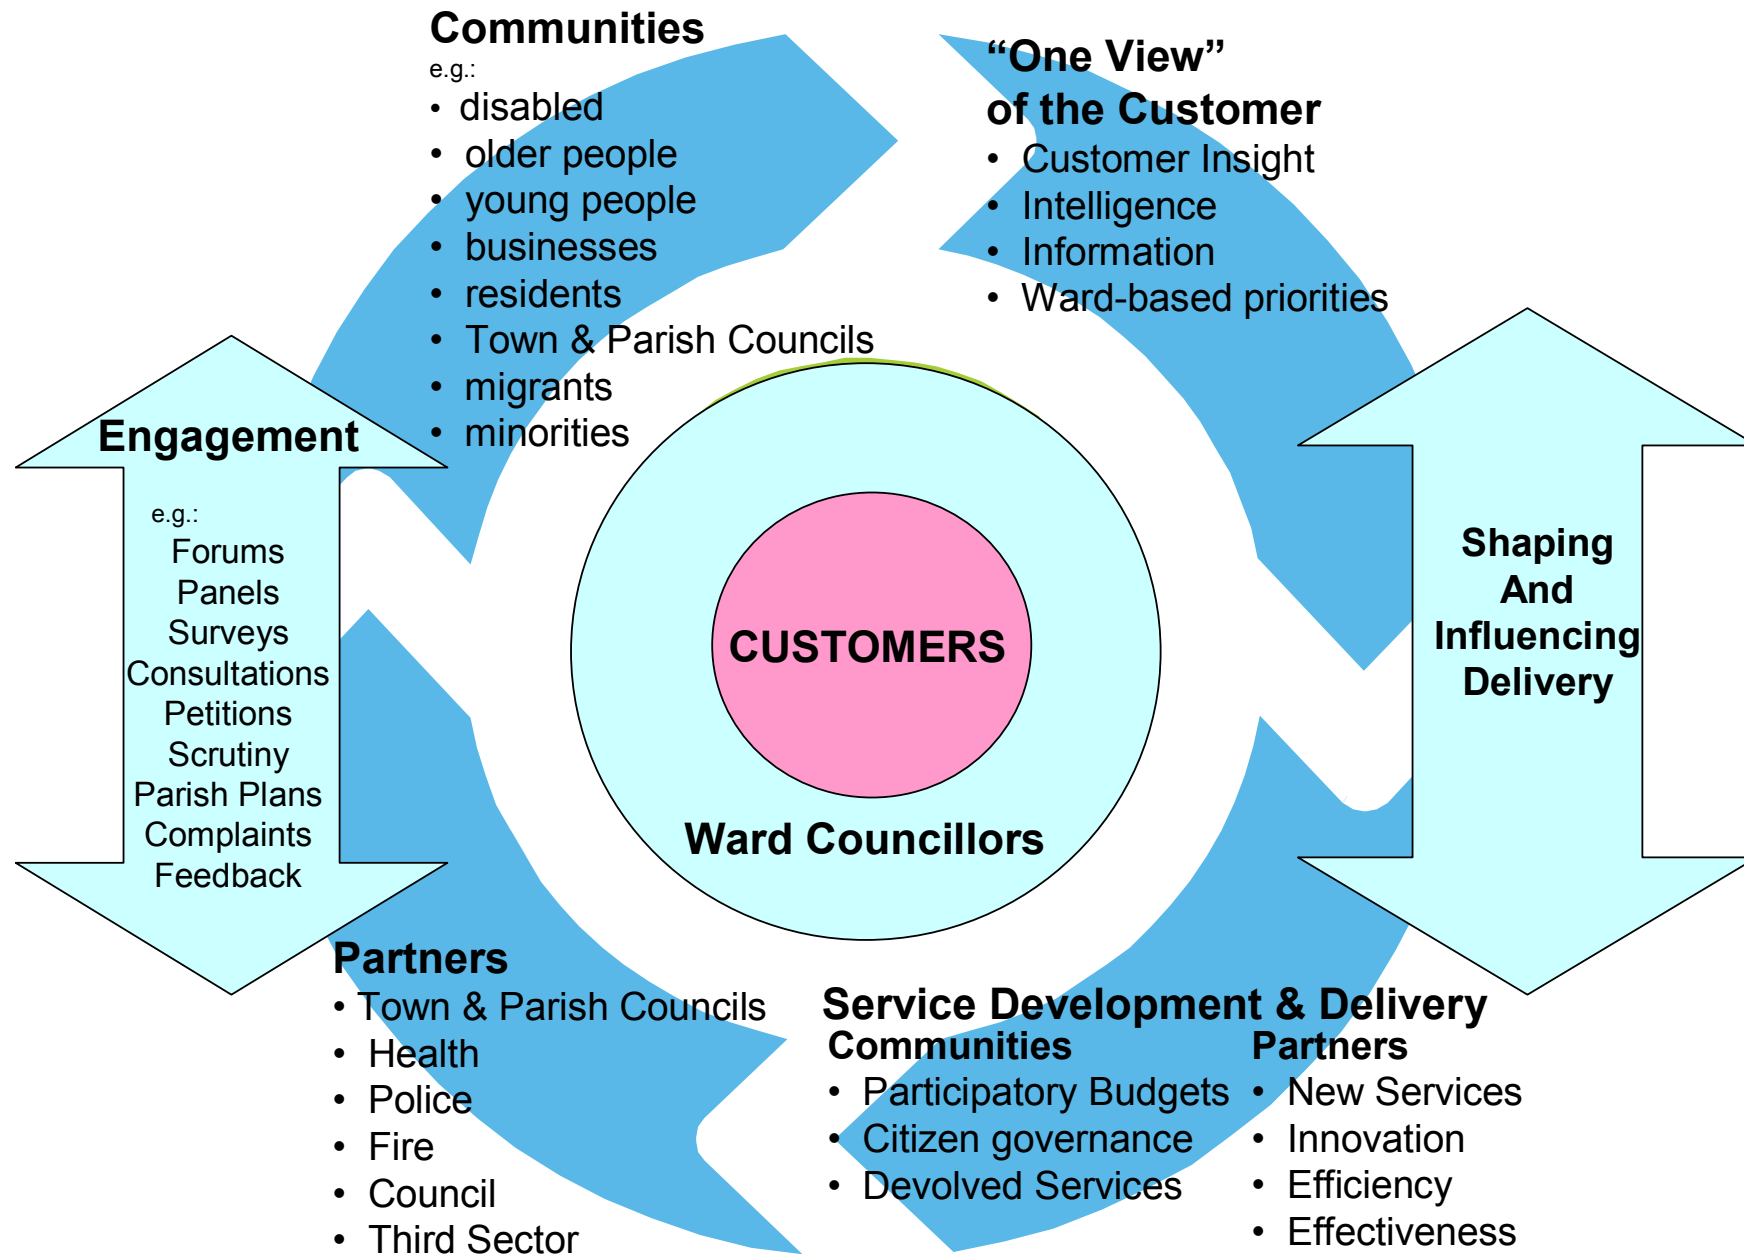 Communities
e.g.:
• disabled
• older people
• young people
• businesses
• residents
• Town & Parish Councils
• migrants
• minorities
“One View”
of the Customer
• Customer Insight
• Intelligence
• Information
• Ward-based priorities
Engagement
e.g.:
Forums
Panels
Surveys
Consultations
Petitions
Scrutiny
Parish Plans
Complaints
Feedback
CUSTOMERS
Ward Councillors
Shaping
And
Influencing
Delivery
Partners
• Town & Parish Councils
• Health
• Police
• Fire
• Council
• Third Sector
Service Development & Delivery
Communities
• Participatory Budgets
• Citizen governance
• Devolved Services
Partners
• New Services
• Innovation
• Efficiency
• Effectiveness